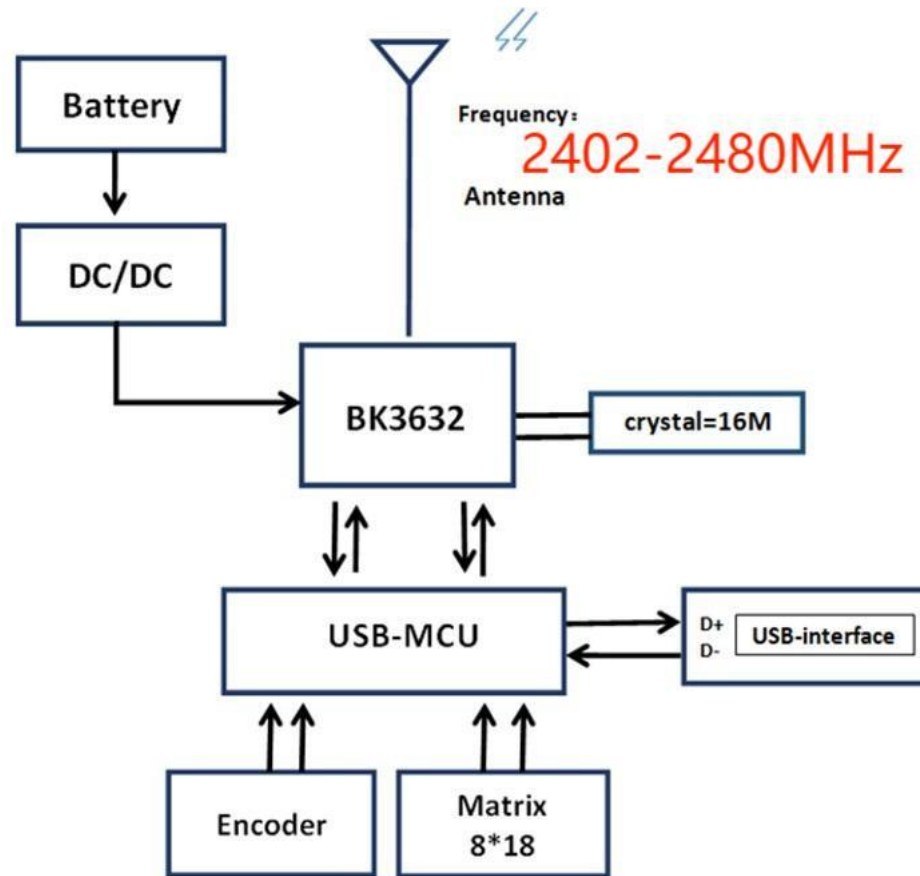 Battery
Frequency:
2402-2480MHz
Antenna
DC/DC
BK3632
crystal=16M
USB-MCU
D+
D-
USB-interface
Encoder
Matrix
8*18